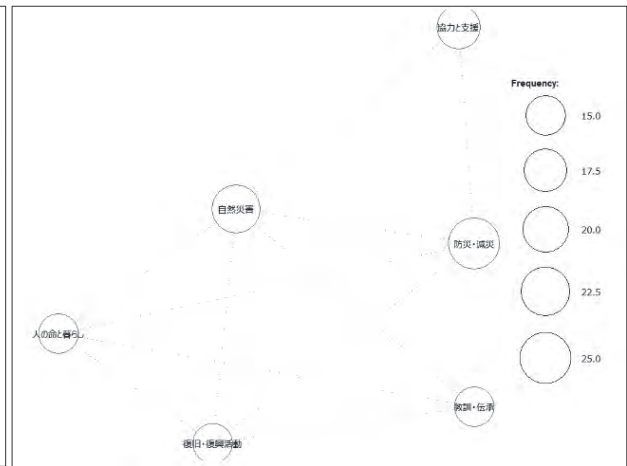 協力と支援
Frequency:
15.0
17.5
自然災害
20.0
防災・減災
22.5
人の命と暮らし
25.0
教訓・伝承
復旧・復興活動